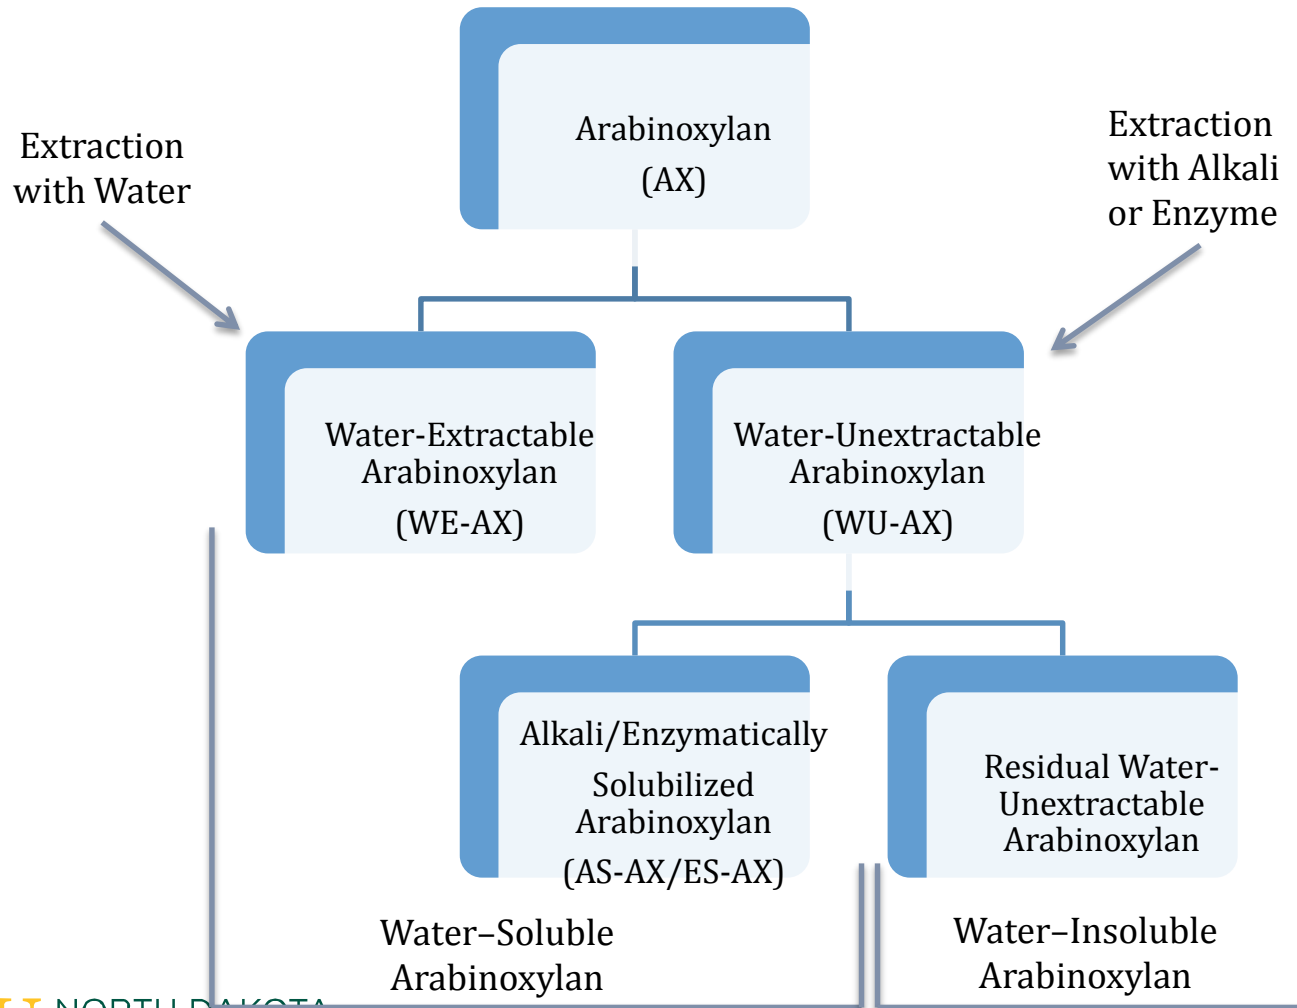 Arabinoxylan
(AX)
Extraction
with Water
Extraction
with Alkali
or Enzyme
Water-Extractable
Arabinoxylan
(WE-AX)
Water-Unextractable
Arabinoxylan
(WU-AX)
Alkali/Enzymatically
Solubilized
Arabinoxylan
(AS-AX/ES-AX)
Residual Water-
Unextractable
Arabinoxylan
Water–Soluble
Arabinoxylan
Water–Insoluble
Arabinoxylan
NORTH DAKOTA